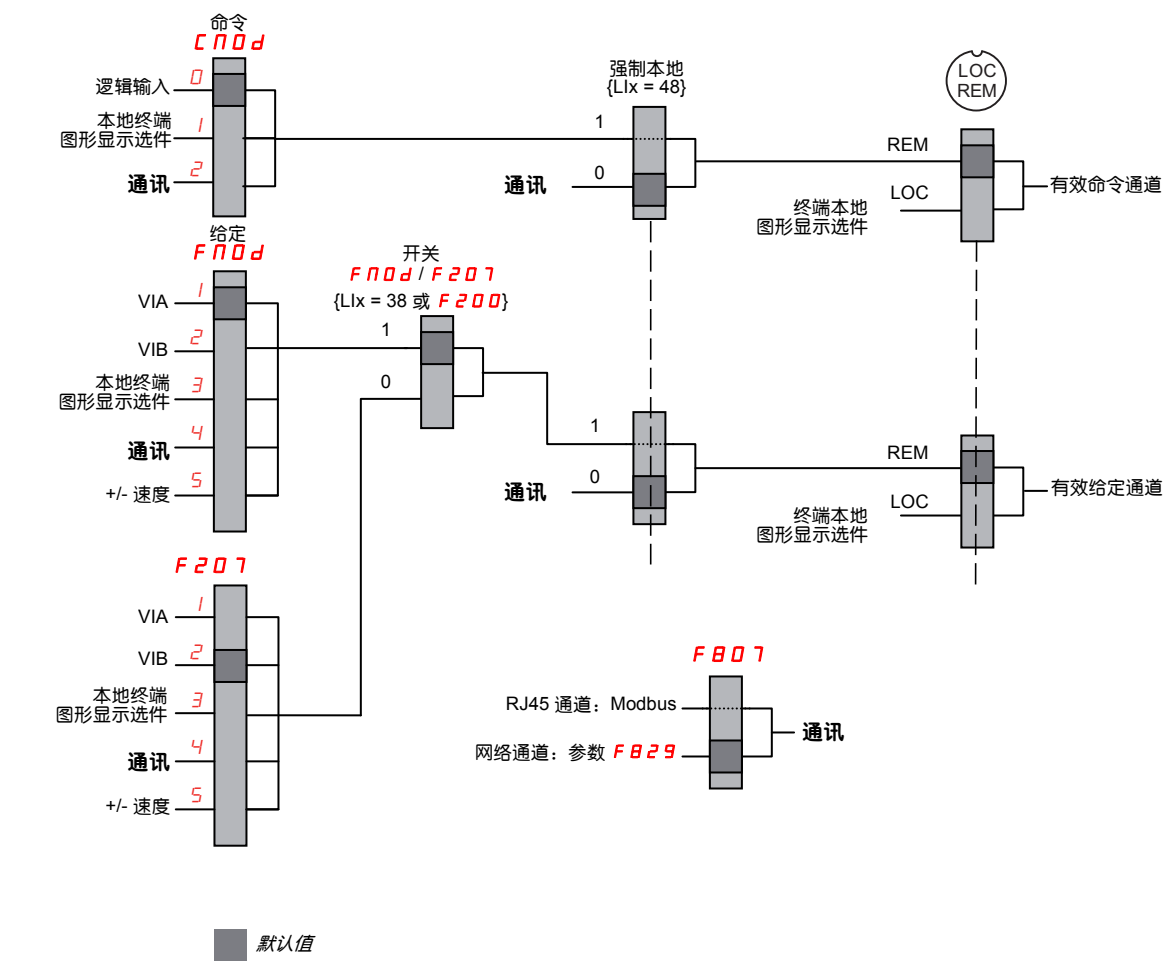 命令
CMOd
逻辑输入 0
本地终端 1
图形显示选件
通讯 2
强制本地
{LIx = 48}
1
通讯 0
LOC
REM
REM
LOC
终端本地
图形显示选件
有效命令通道
给定
FMOd
VIA 1
VIB 2
本地终端 3
图形显示选件
通讯 4
+/- 速度 5
开关
FMOd / F207
{LIx = 38 或 F200}
1
0
1
通讯 0
REM
LOC
终端本地
图形显示选件
有效给定通道
F207
VIA 1
VIB 2
本地终端 3
图形显示选件
通讯 4
+/- 速度 5
F807
RJ45 通道：Modbus
网络通道：参数 F829
通讯
默认值